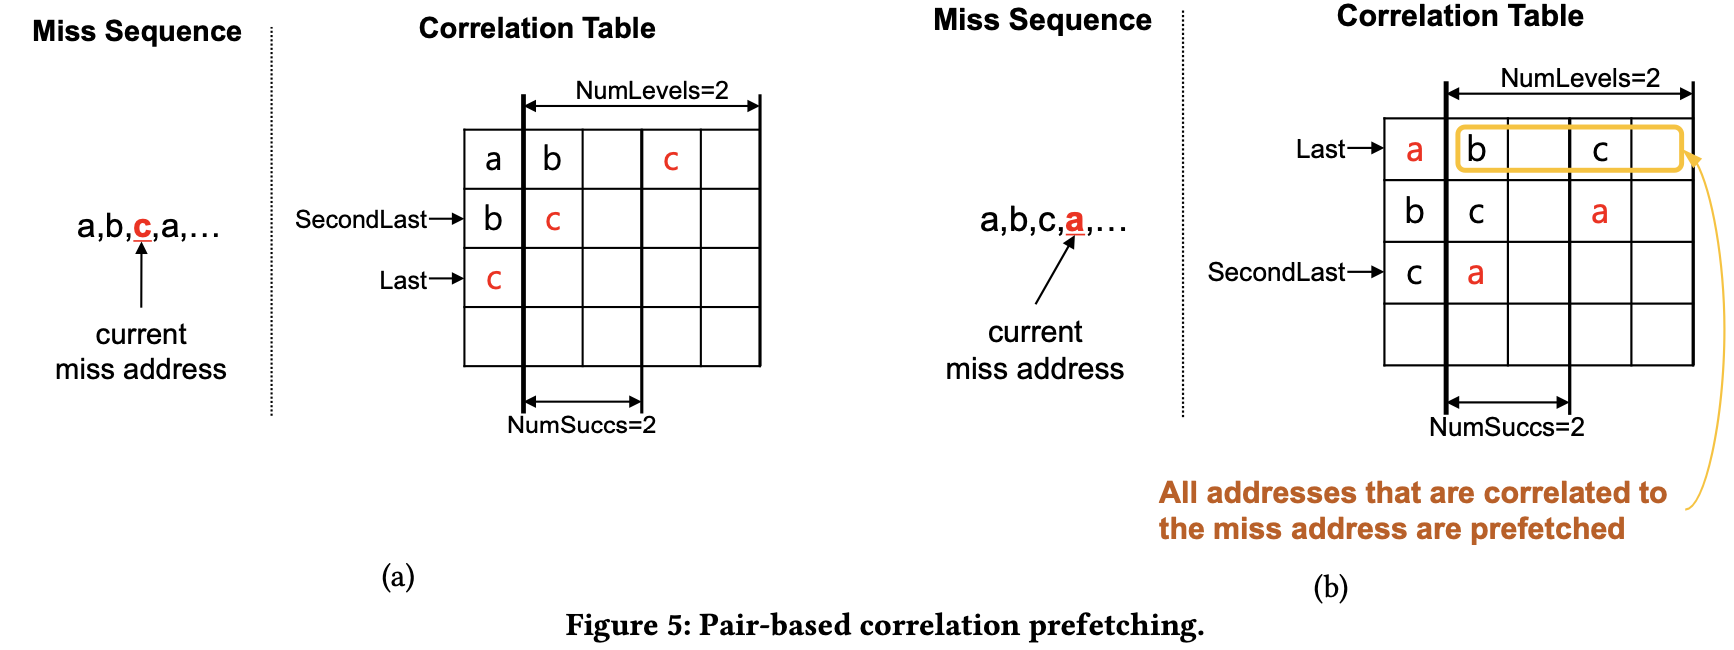 Miss Sequence
Correlation Table
NumLevels=2
a b c
SecondLast b c
a,b,c,a,...
Last c
current
miss address
NumSuccs=2
(a)
Miss Sequence
Correlation Table
NumLevels=2
Last a b c
b c a
a,b,c,a,...
SecondLast c a
current
miss address
NumSuccs=2
All addresses that are correlated to
the miss address are prefetched
(b)
Figure 5: Pair-based correlation prefetching.